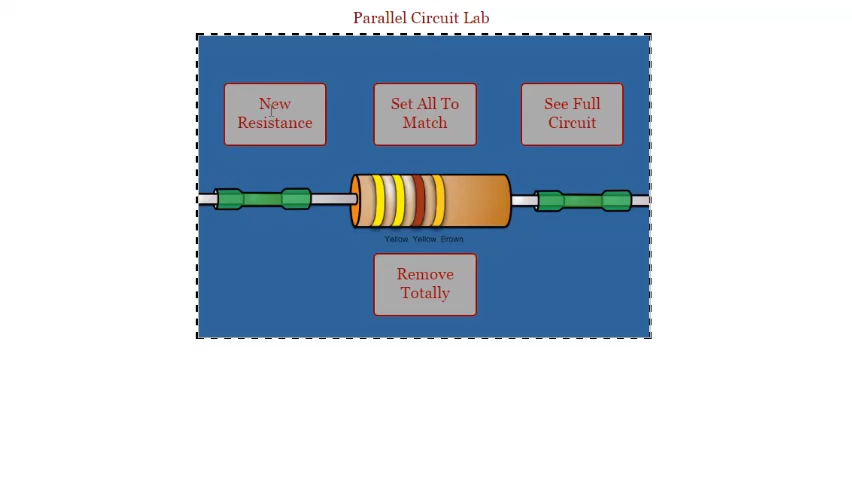 Parallel Circuit Lab
New
Resistance
Set All To
Match
See Full
Circuit
Yellow Yellow Brown
Remove
Totally